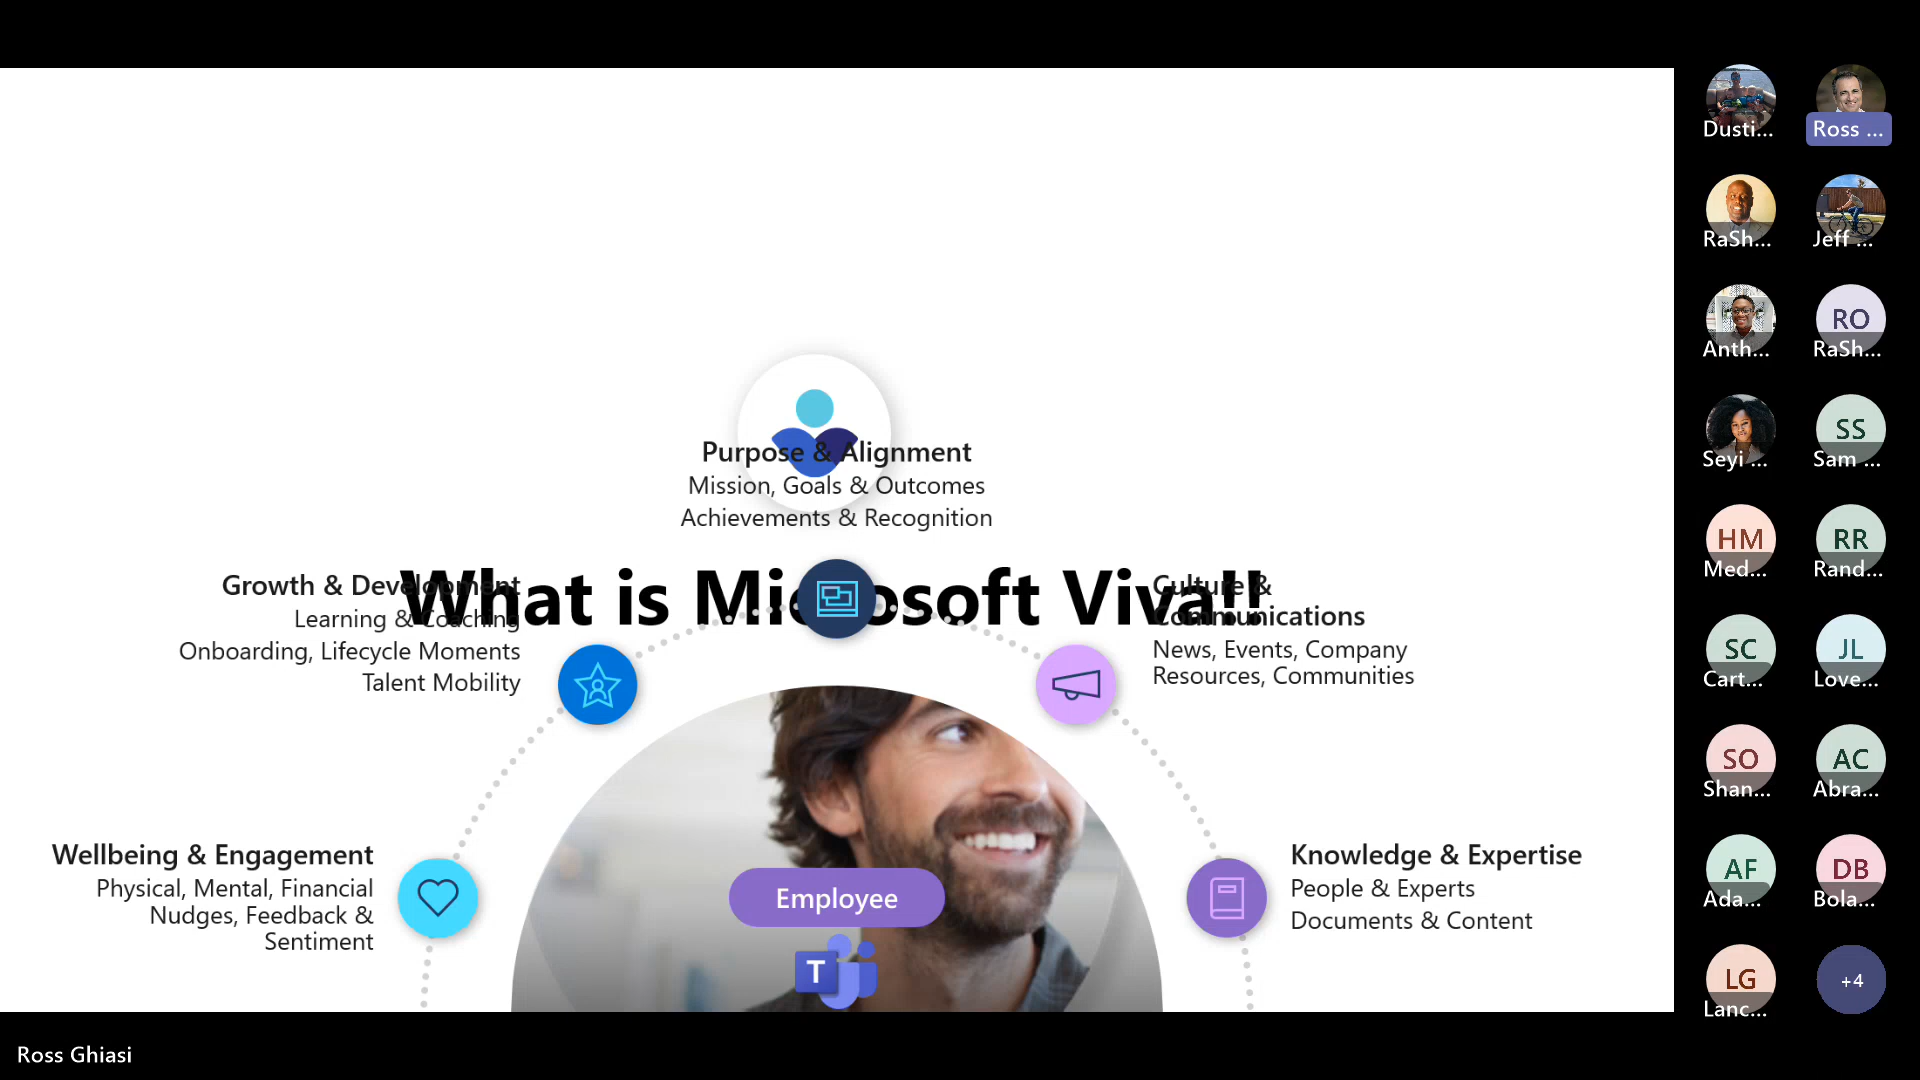 Purpose & Alignment
Mission, Goals & Outcomes
Achievements & Recognition
What is Microsoft Viva!!
Growth & Development
Learning & Coaching
Onboarding, Lifecycle Moments
Talent Mobility
Culture &
Communications
News, Events, Company
Resources, Communities
Wellbeing & Engagement
Physical, Mental, Financial
Nudges, Feedback &
Sentiment
Knowledge & Expertise
People & Experts
Documents & Content
Employee
T
Dusti...
Ross ...
RaSh...
Jeff ...
Anth...
RO
RaSh...
Seyi ...
SS
Sam ...
HM
Med...
RR
Rand...
SC
Cart...
JL
Love...
SO
Shan...
AC
Abra...
AF
Ada...
DB
Bola...
LG
Lanc...
+4
Ross Ghiasi